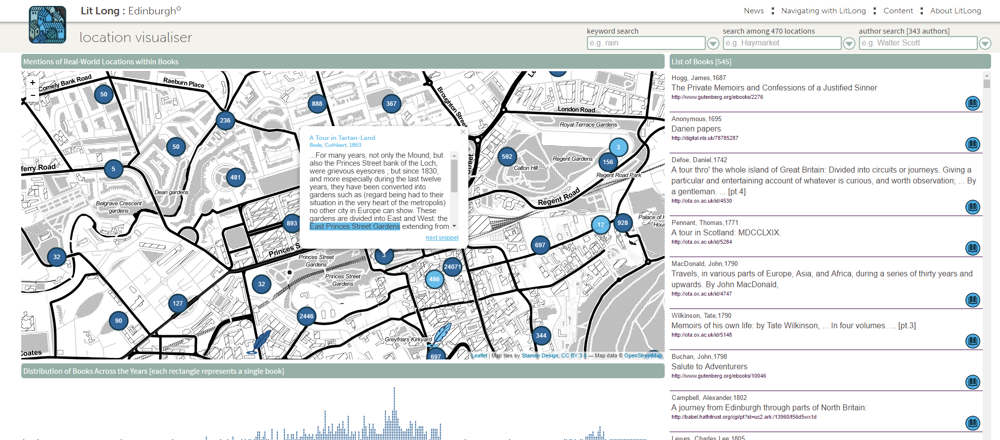 Lit Long : Edinburghº
News
Navigating with LitLong
Content
About LitLong
location visualiser
keyword search
e.g. rain
search among 470 locations
e.g. Haymarket
author search [343 authors]
e.g. Walter Scott
Mentions of Real-World Locations within Books
+
−
Comely Bank Road
Raeburn Place
Broughton Street
London Road
Royal Terrace Gardens
50
888
367
236
50
3
592
156
Regent Gardens
Calton Hill
Regent Road Park
5
ferry Road
481
Dean gardens
Belgrave Crescent
gardens
Regent Road
A Tour in Tartan-Land
Bede, Cuthbert, 1863
...For many years, not only the Mound, but
also the Princes Street bank of the Loch,
were grievous eyesores ; but since 1830,
and more especially during the last twelve
years, they have been converted into
gardens such as (regard being had to their
situation in the very heart of the metropolis)
no other city in Europe can show. These
gardens are divided into East and West: the
East Princes Street Gardens extending from
next snippet
893
12
928
Palace of H
Hous
697
Princes S
Princes Street
Gardens
3
32
24071
Princes Street
Gardens
486
32
127
2446
90
344
Greyfriars Kirkyard
697
Coates
Leaflet | Map tiles by Stamen Design, CC BY 3.0 — Map data © OpenStreetMap
Distribution of Books Across the Years [each rectangle represents a single book]
List of Books [545]
Hogg, James,1687
The Private Memoirs and Confessions of a Justified Sinner
http://www.gutenberg.org/ebooks/2276
Anonymous,1695
Darien papers
http://digital.nls.uk/78785287
Defoe, Daniel,1742
A tour thro' the whole island of Great Britain: Divided into circuits or journeys. Giving a
particular and entertaining account of whatever is curious, and worth observation; ... By
a gentleman. ... [pt.4]
http://ota.ox.ac.uk/id/4530
Pennant, Thomas,1771
A tour in Scotland: MDCCLXIX.
http://ota.ox.ac.uk/id/5284
MacDonald, John,1790
Travels, in various parts of Europe, Asia, and Africa, during a series of thirty years and
upwards. By John MacDonald,
http://ota.ox.ac.uk/id/4747
Wilkinson, Tate,1790
Memoirs of his own life: by Tate Wilkinson, ... In four volumes. ... [pt.3]
http://ota.ox.ac.uk/id/5148
Buchan, John,1798
Salute to Adventurers
http://www.gutenberg.org/ebooks/10046
Campbell, Alexander,1802
A journey from Edinburgh through parts of North Britain:
http://babel.hathitrust.org/cgi/pt?id=uc2.ark:/13960/t56d5wx1d
Lewes, Charles Lee,1805